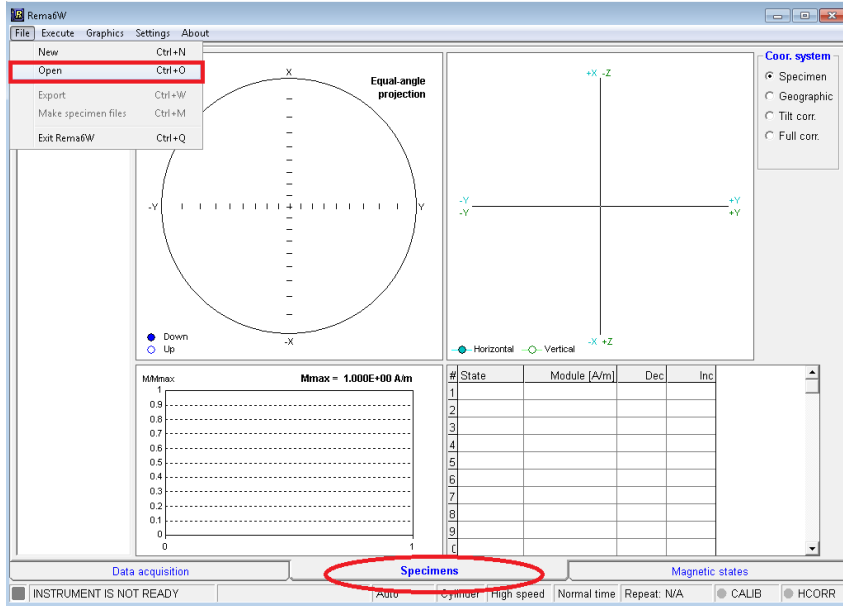 Rema6W
File Execute Graphics Settings About
New Ctrl+N
Open Ctrl+O
Export Ctrl+W
Make specimen files Ctrl+M
Exit Rema6W Ctrl+Q
Equal-angle
projection
X
-Y Y
-X
Down
Up
+X -Z
-Y +Y
-Y +Y
-X +Z
Horizontal Vertical
Coor. system
Specimen
Geographic
Tilt corr.
Full corr.
M/Mmax Mmax = 1.000E+00 A/m
1
0.9
0.8
0.7
0.6
0.5
0.4
0.3
0.2
0.1
0
0 1
# State Module [A/m] Dec Inc
1
2
3
4
5
6
7
8
9
Data acquisition Specimens Magnetic states
INSTRUMENT IS NOT READY Auto Cylinder High speed Normal time Repeat: N/A CALIB HCORR